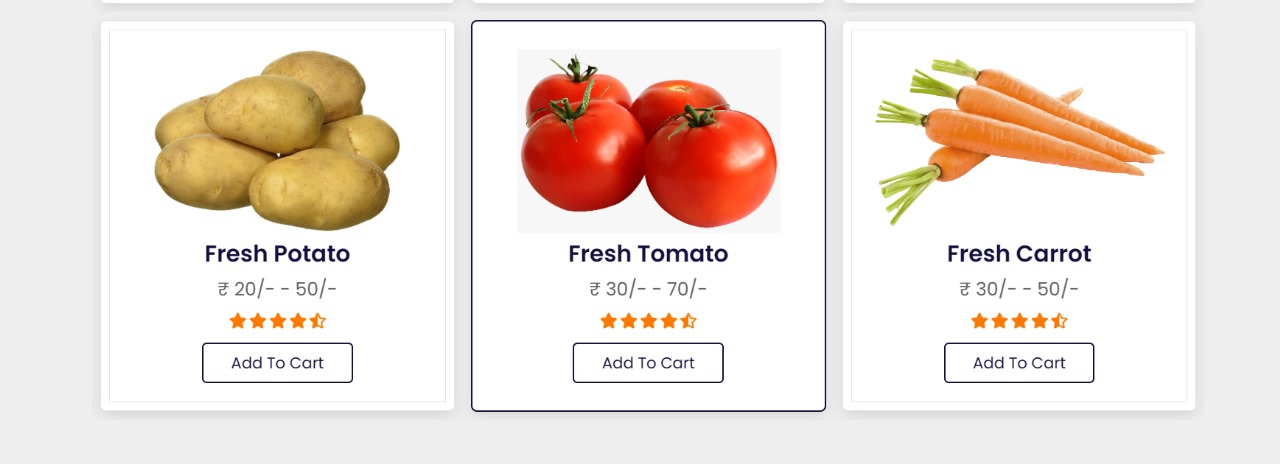 Fresh Potato
₹ 20/- - 50/-
Add To Cart
Fresh Tomato
₹ 30/- - 70/-
Add To Cart
Fresh Carrot
₹ 30/- - 50/-
Add To Cart